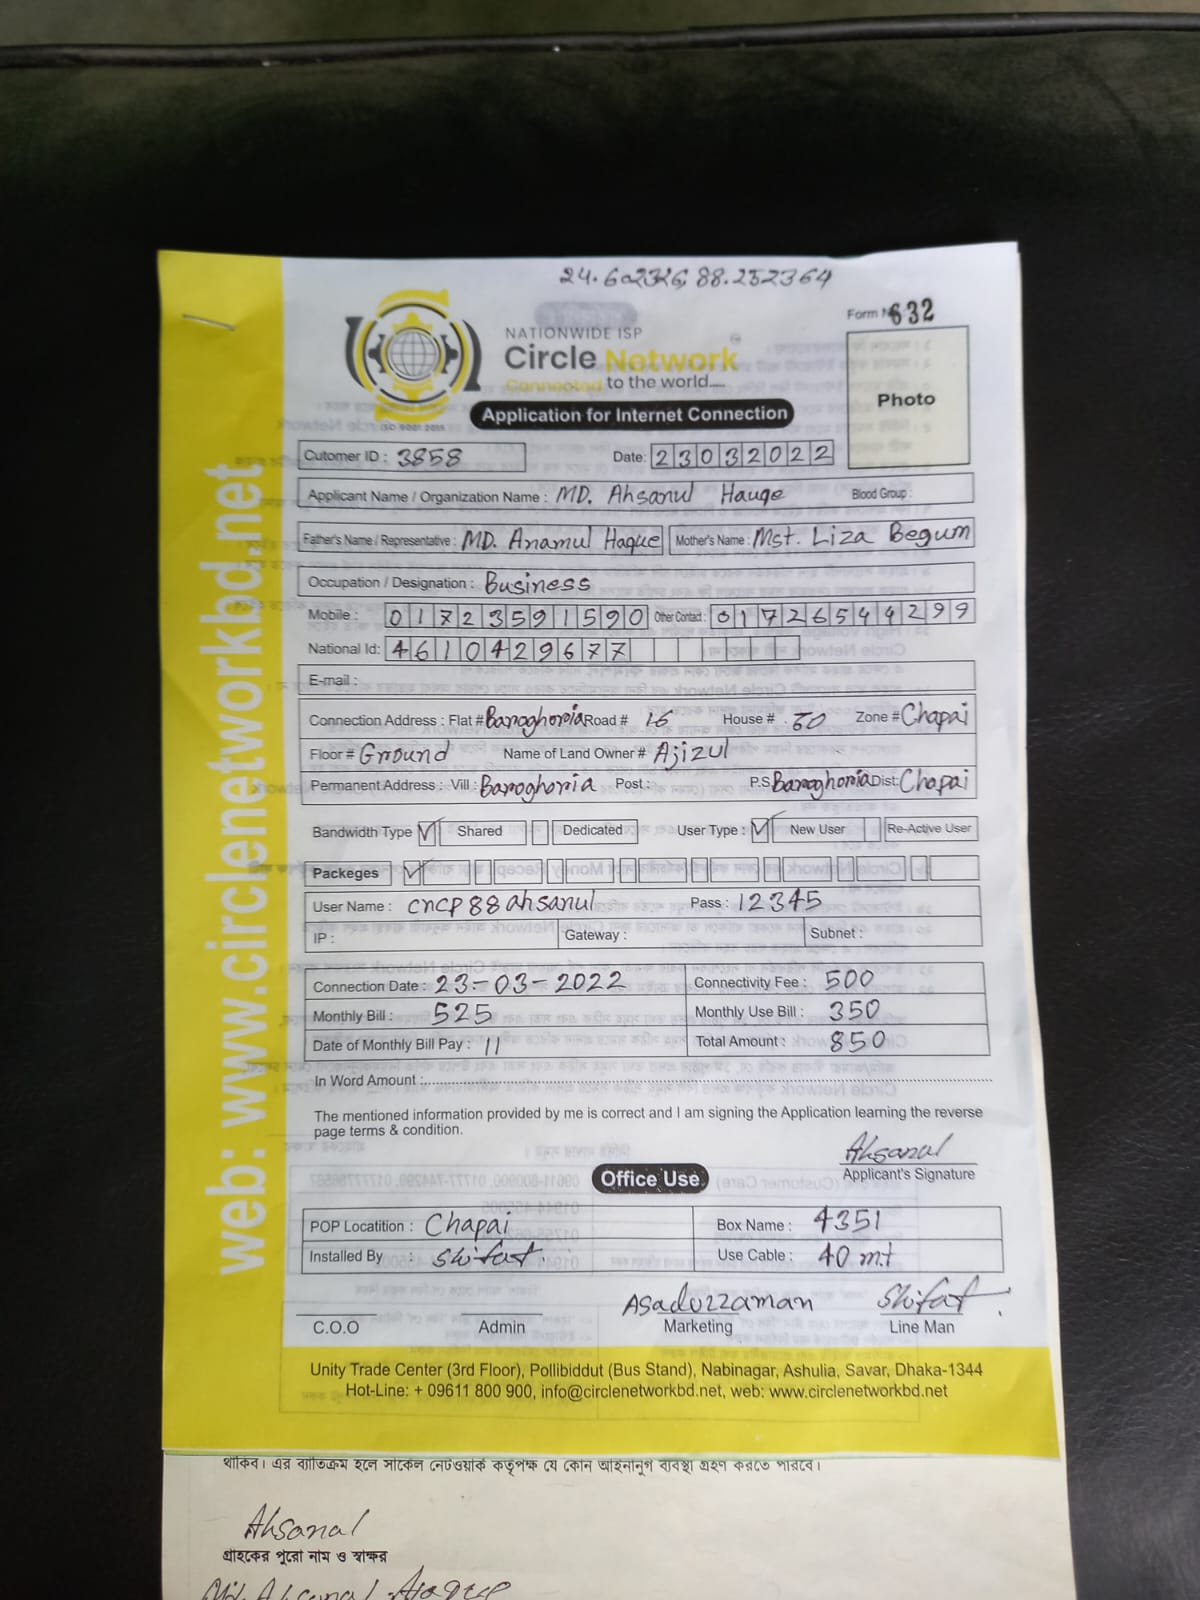 24.602326, 88.252364
Form No 632
NATIONWIDE ISP
Circle Network
Connected to the world....
ISO 9001 2015
Photo
Application for Internet Connection
Cutomer ID : 3858 Date: 23032022
Applicant Name / Organization Name : MD. Ahsanul Hauqe Blood Group :
Father's Name / Representative : MD. Anamul Haque Mother's Name : Mst. Liza Begum
Occupation / Designation : Business
Mobile : 01723591590 Other Contact : 01726544299
National Id: 4610429677
E-mail :
Connection Address : Flat # Baroghoria Road # 16 House # 50 Zone # Chapai
Floor # Ground Name of Land Owner # Ajizul
Permanent Address : Vill : Baroghoria Post : P.S Baroghoria Dist: Chapai
Bandwidth Type ✓ Shared Dedicated User Type : ✓ New User Re-Active User
Packeges ✓
User Name : cncp88ahsanul Pass : 12345
IP : Gateway : Subnet :
Connection Date : 23-03-2022 Connectivity Fee : 500
Monthly Bill : 525 Monthly Use Bill : 350
Date of Monthly Bill Pay : 11 Total Amount : 850
In Word Amount :
The mentioned information provided by me is correct and I am signing the Application learning the reverse
page terms & condition.
Ahsanal
Applicant's Signature
Office Use
POP Locatition : Chapai Box Name : 4351
Installed By : Shifat Use Cable : 40 mt
Asaduzzaman Shifat
C.O.O Admin Marketing Line Man
Unity Trade Center (3rd Floor), Pollibiddut (Bus Stand), Nabinagar, Ashulia, Savar, Dhaka-1344
Hot-Line: + 09611 800 900, info@circlenetworkbd.net, web: www.circlenetworkbd.net
web: www.circlenetworkbd.net
থাকিব। এর ব্যতিক্রম হলে সার্কেল নেটওয়ার্ক কর্তৃপক্ষ যে কোন আইনানুগ ব্যবস্থা গ্রহণ করতে পারবে।
Ahsanal
গ্রাহকের পুরো নাম ও স্বাক্ষর
Md. Ahsanal Haque